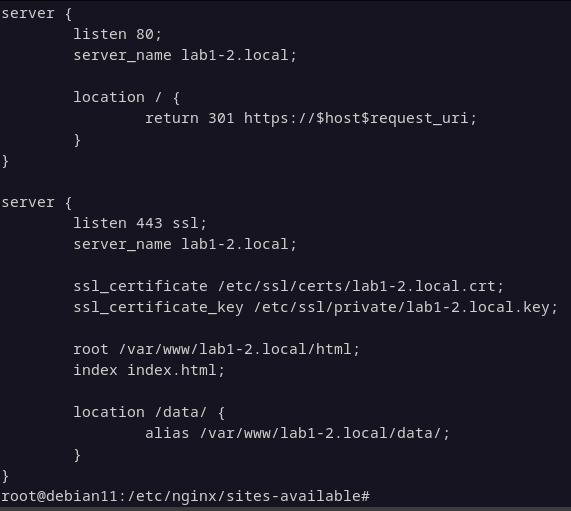 server {
        listen 80;
        server_name lab1-2.local;

        location / {
                return 301 https://$host$request_uri;
        }
}

server {
        listen 443 ssl;
        server_name lab1-2.local;

        ssl_certificate /etc/ssl/certs/lab1-2.local.crt;
        ssl_certificate_key /etc/ssl/private/lab1-2.local.key;

        root /var/www/lab1-2.local/html;
        index index.html;

        location /data/ {
                alias /var/www/lab1-2.local/data/;
        }
}
root@debian11:/etc/nginx/sites-available#